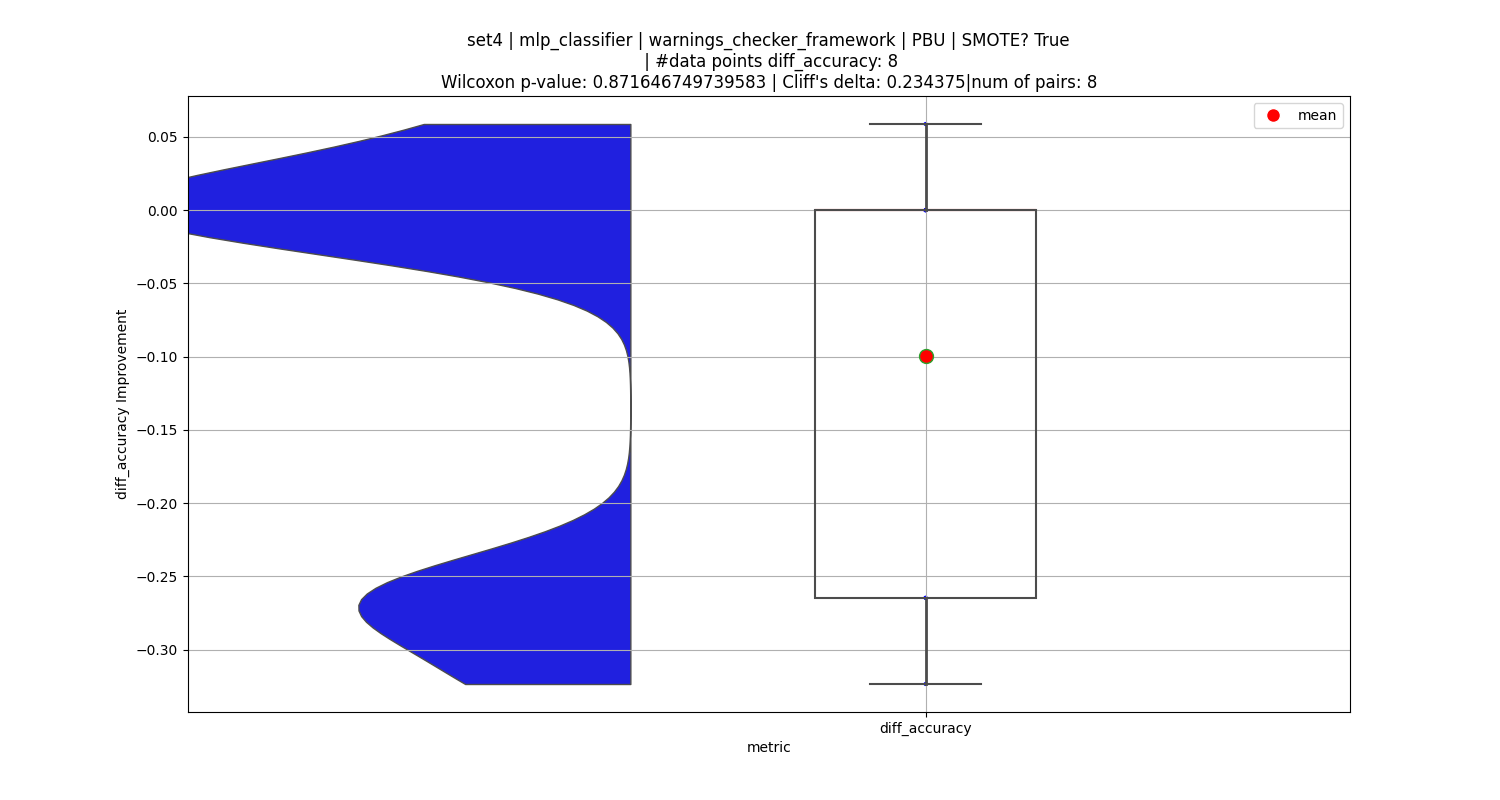 set4 | mlp_classifier | warnings_checker_framework | PBU | SMOTE? True
| #data points diff_accuracy: 8
Wilcoxon p-value: 0.871646749739583 | Cliff's delta: 0.234375|num of pairs: 8
mean
0.05
0.00
−0.05
−0.10
−0.15
−0.20
−0.25
−0.30
diff_accuracy Improvement
diff_accuracy
metric